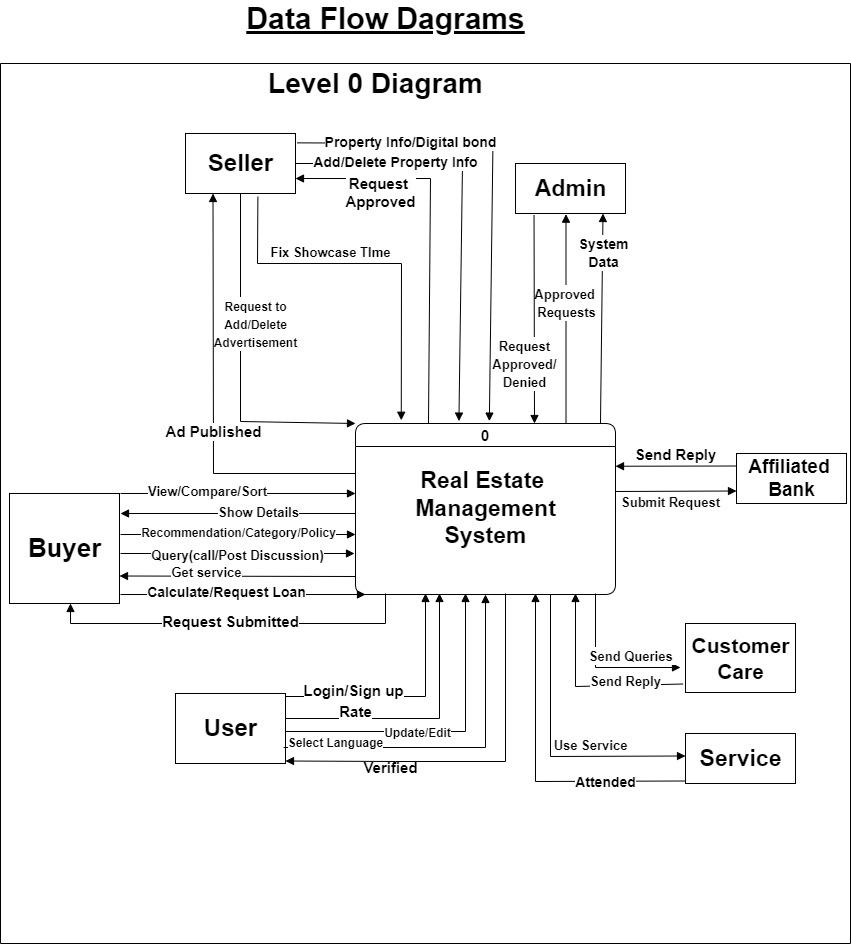 Data Flow Dagrams
Level 0 Diagram
Seller
Property Info/Digital bond
Add/Delete Property Info
Request
Approved
Admin
System
Data
Fix Showcase TIme
Approved
Requests
Request to
Add/Delete
Advertisement
Request
Approved/
Denied
Ad Published
0
Real Estate
Management
System
Send Reply
Affiliated
Bank
Submit Request
Buyer
View/Compare/Sort
Show Details
Recommendation/Category/Policy
Query(call/Post Discussion)
Get service
Calculate/Request Loan
Request Submitted
Send Queries
Customer
Care
Send Reply
User
Login/Sign up
Rate
Update/Edit
Select Language
Verified
Use Service
Service
Attended